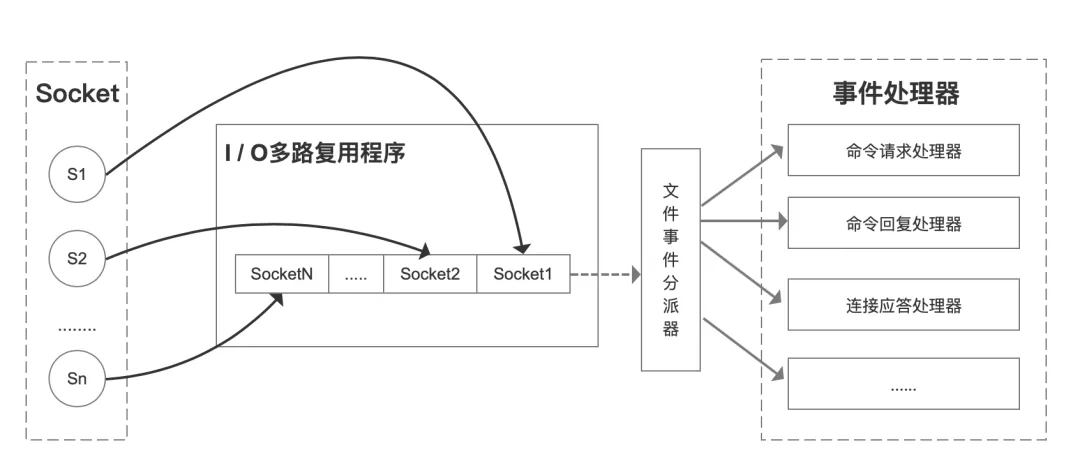 Socket
S1
S2
........
Sn
I / O多路复用程序
SocketN
.....
Socket2
Socket1
文件事件分派器
事件处理器
命令请求处理器
命令回复处理器
连接应答处理器
......